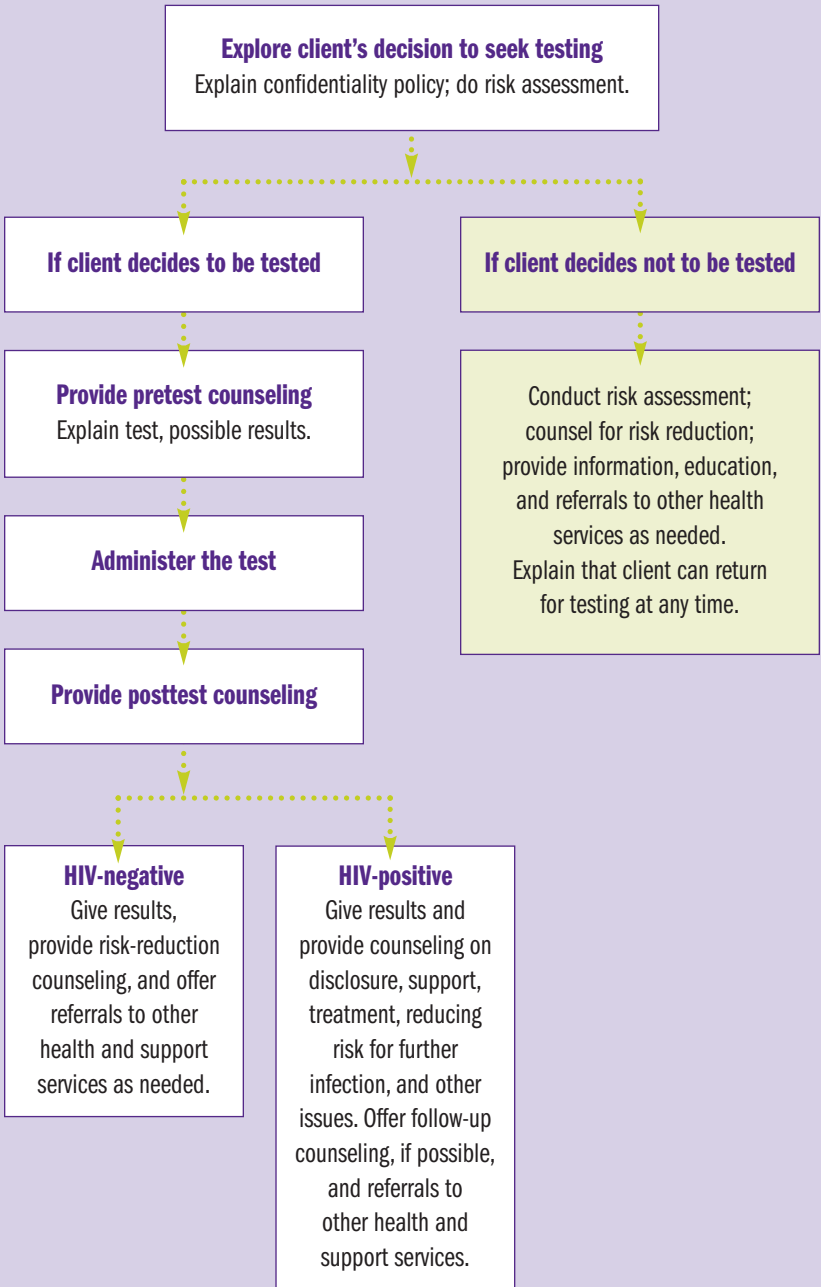 Explore client’s decision to seek testing
Explain confidentiality policy; do risk assessment.
If client decides to be tested
If client decides not to be tested
Provide pretest counseling
Explain test, possible results.
Conduct risk assessment;
counsel for risk reduction;
provide information, education,
and referrals to other health
services as needed.
Explain that client can return
for testing at any time.
Administer the test
Provide posttest counseling
HIV-negative
Give results,
provide risk-reduction
counseling, and offer
referrals to other
health and support
services as needed.
HIV-positive
Give results and
provide counseling on
disclosure, support,
treatment, reducing
risk for further
infection, and other
issues. Offer follow-up
counseling, if possible,
and referrals to
other health and
support services.